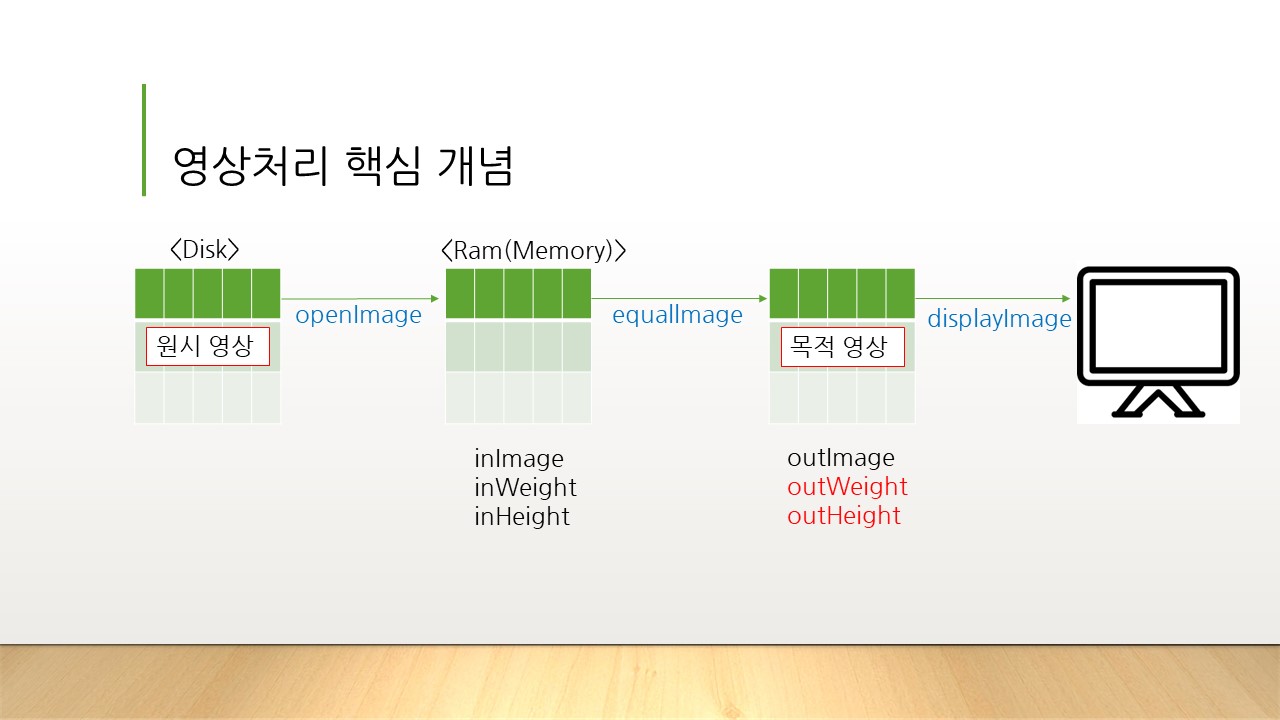 영상처리 핵심 개념
<Disk>
<Ram(Memory)>
openImage
equalImage
displayImage
원시 영상
목적 영상
inImage
inWeight
inHeight
outImage
outWeight
outHeight